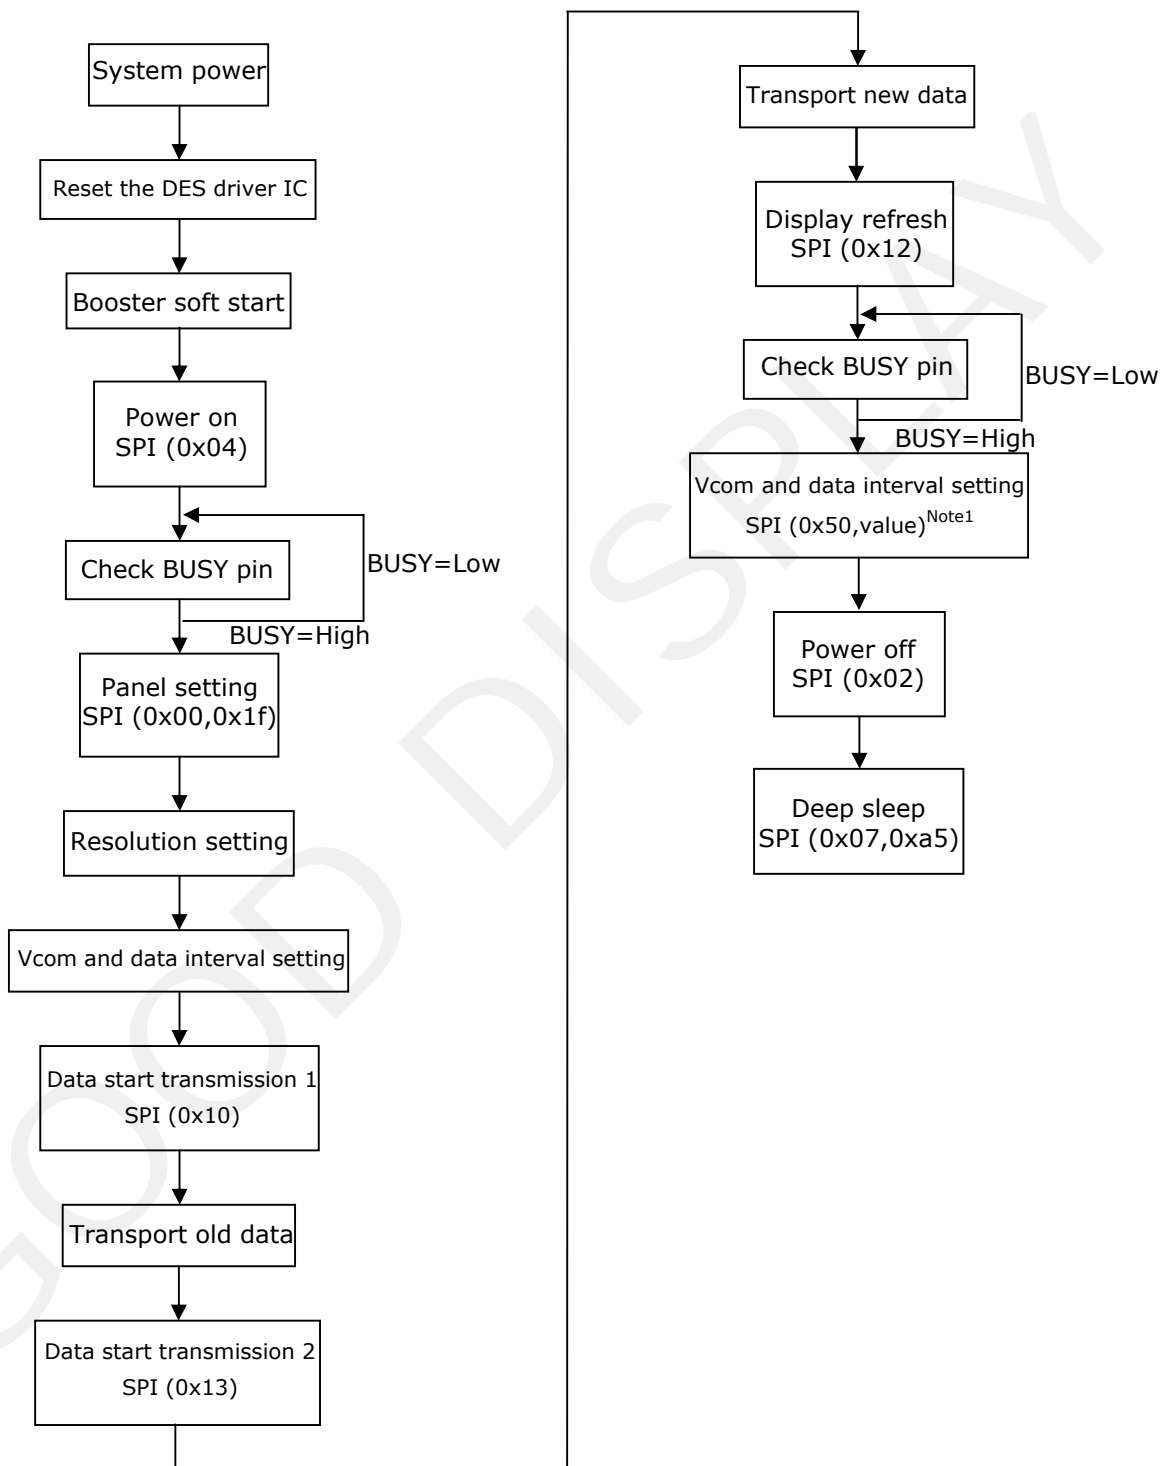 System power
Reset the DES driver IC
Booster soft start
Power on
SPI (0x04)
Check BUSY pin
BUSY=Low
BUSY=High
Panel setting
SPI (0x00,0x1f)
Resolution setting
Vcom and data interval setting
Data start transmission 1
SPI (0x10)
Transport old data
Data start transmission 2
SPI (0x13)
Transport new data
Display refresh
SPI (0x12)
Check BUSY pin
BUSY=Low
BUSY=High
Vcom and data interval setting
SPI (0x50,value)Note1
Power off
SPI (0x02)
Deep sleep
SPI (0x07,0xa5)
GOOD DISPLAY